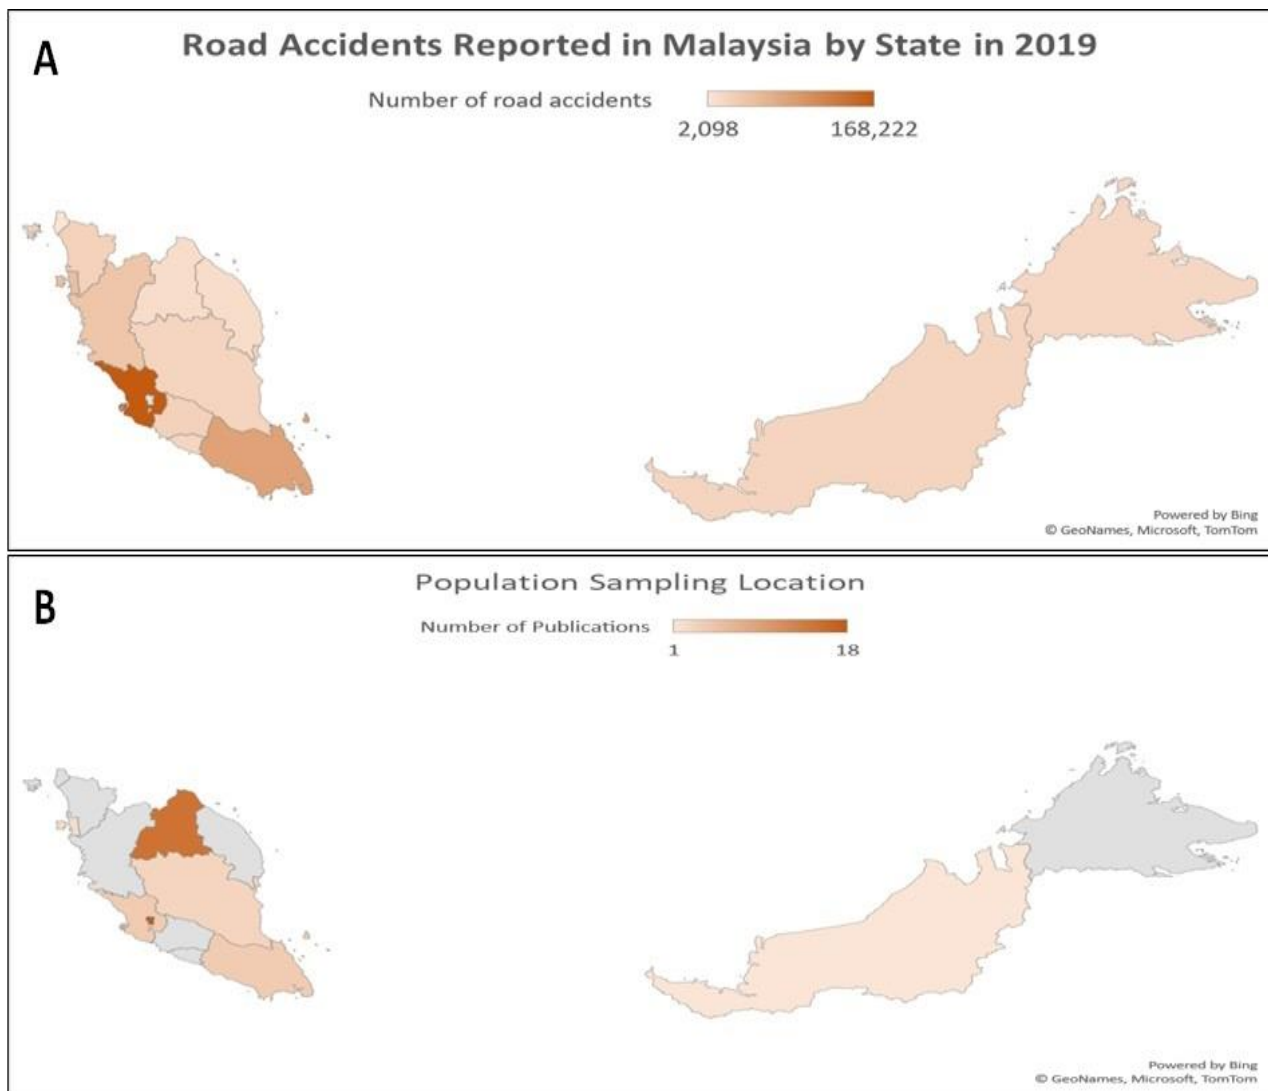 A
Road Accidents Reported in Malaysia by State in 2019
Number of road accidents
2,098 168,222
Powered by Bing
© GeoNames, Microsoft, TomTom
B
Population Sampling Location
Number of Publications
1 18
Powered by Bing
© GeoNames, Microsoft, TomTom